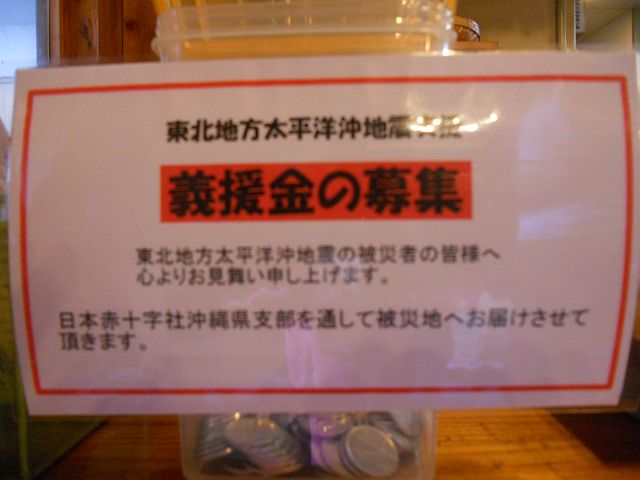 東北地方太平洋沖地震
義援金の募集
東北地方太平洋沖地震の被災者の皆様へ
心よりお見舞い申し上げます。
日本赤十字社沖縄県支部を通して被災地へお届けさせて
頂きます。